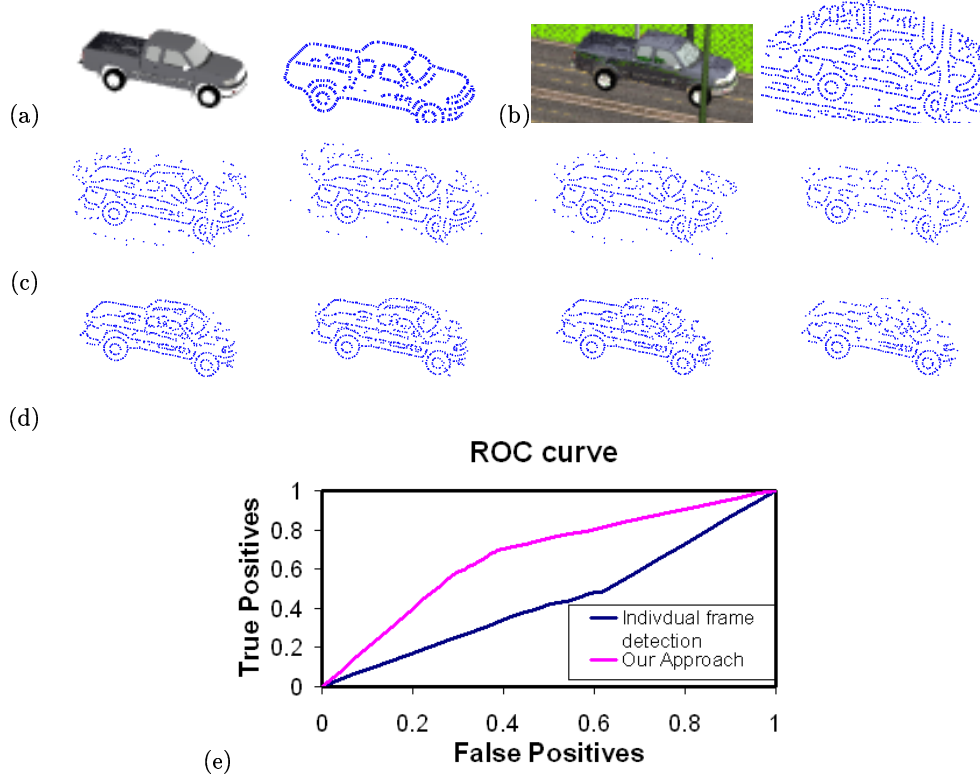 (a)
(b)
(c)
(d)
ROC curve
True Positives
1
0.8
0.6
0.4
0.2
0
Indivdual frame
detection
Our Approach
0 0.2 0.4 0.6 0.8 1
False Positives
(e)